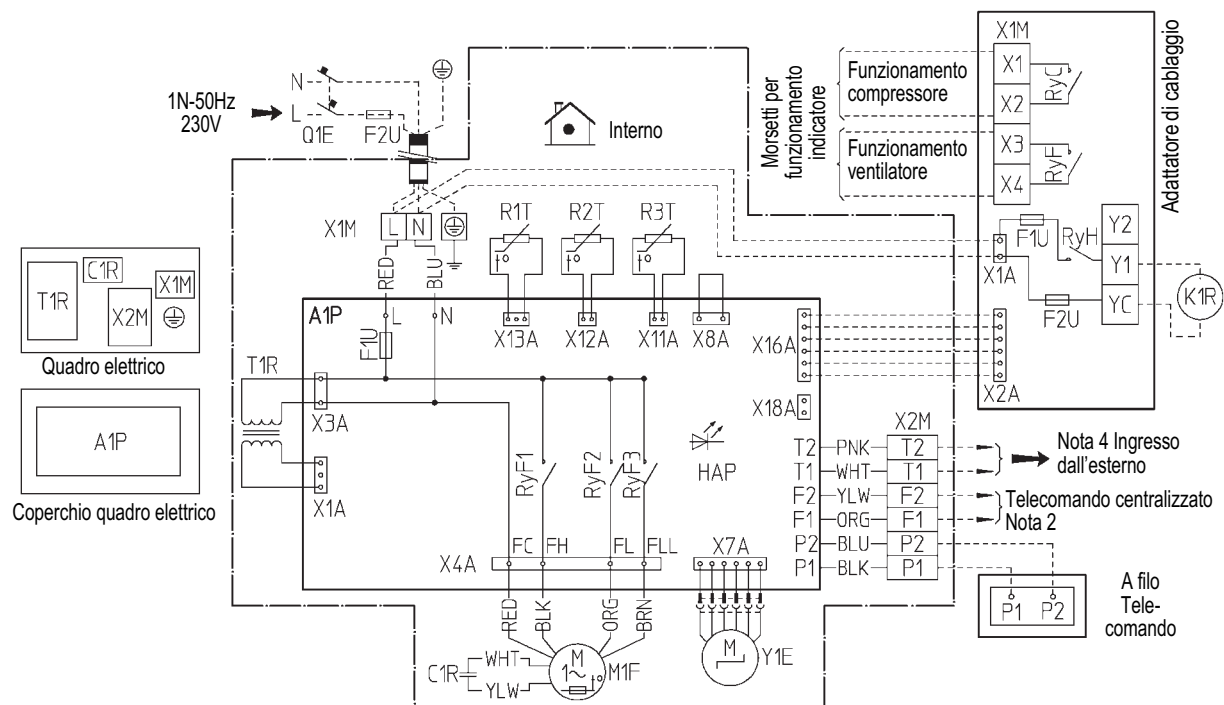 1N-50Hz
230V
N
L
Q1E
F2U
Interno
Morsetti per
funzionamento
indicatore
Funzionamento
compressore
Funzionamento
ventilatore
X1M
X1
X2
X3
X4
RyC
RyF
Adattatore di cablaggio
F1U
RyH
Y2
Y1
YC
X1A
F2U
K1R
X2A
X1M
L
N
RED
BLU
R1T
R2T
R3T
X13A
X12A
X11A
X8A
X16A
X18A
A1P
L
N
F1U
T1R
X3A
X1A
RyF1
RyF2
RyF3
HAP
FC
FH
FL
FLL
X4A
X7A
RED
BLK
ORG
BRN
C1R
WHT
YLW
M
1~
M1F
M
Y1E
X2M
T2 PNK T2
T1 WHT T1
F2 YLW F2
F1 ORG F1
P2 BLU P2
P1 BLK P1
Nota 4 Ingresso
dall'esterno
Telecomando centralizzato
Nota 2
P1
P2
A filo
Tele-
comando
T1R
C1R
X2M
X1M
Quadro elettrico
A1P
Coperchio quadro elettrico